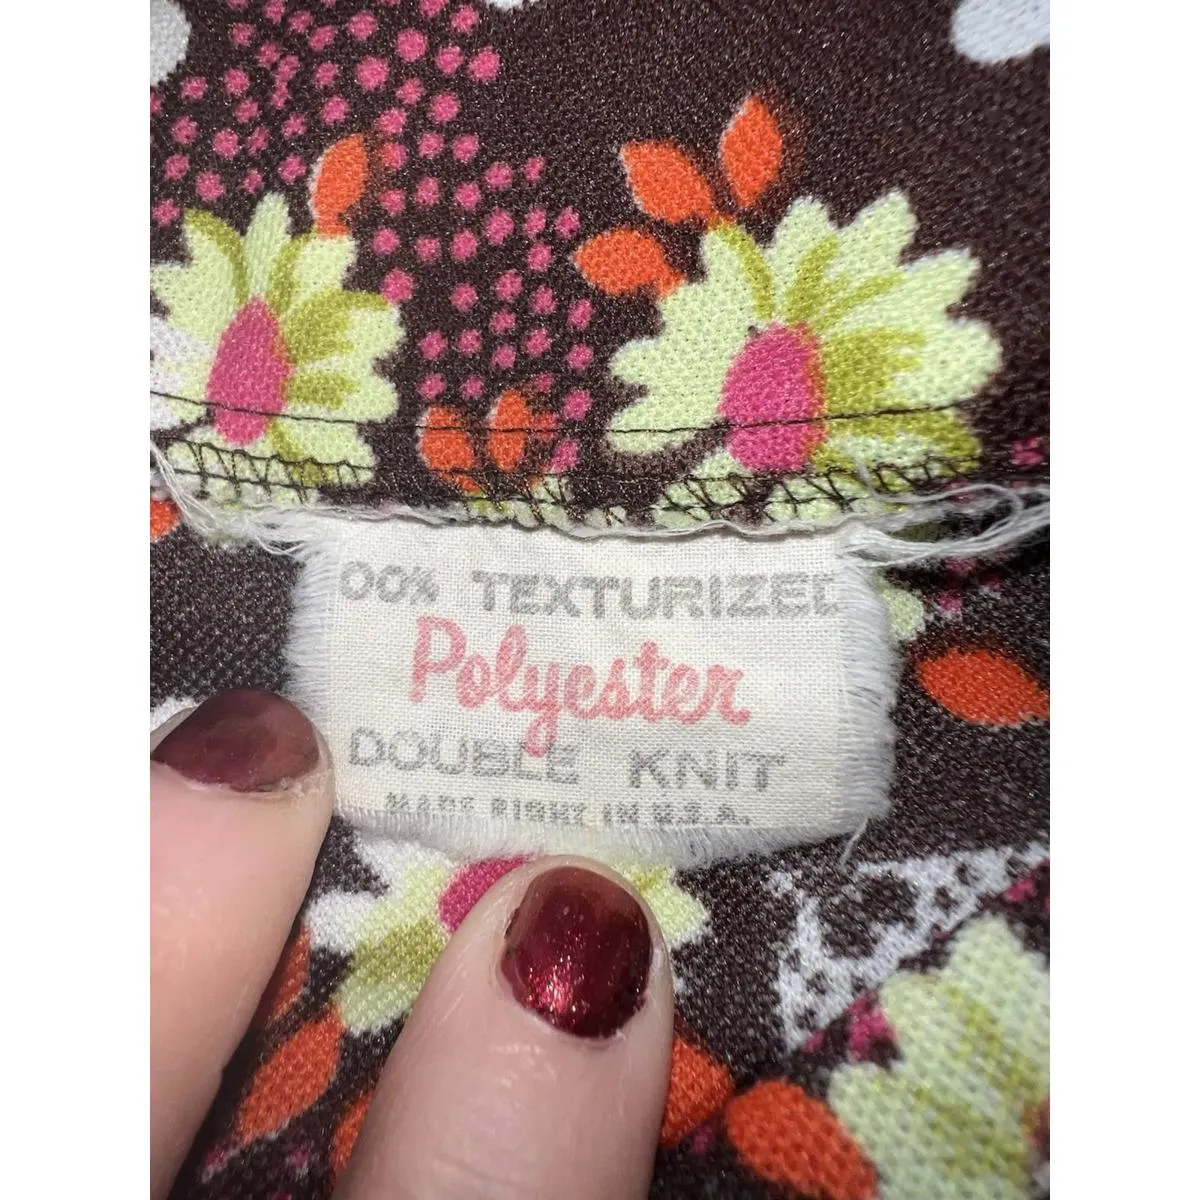 00% TEXTURIZED
Polyester
DOUBLE KNIT
MADE RIGHT IN U.S.A.